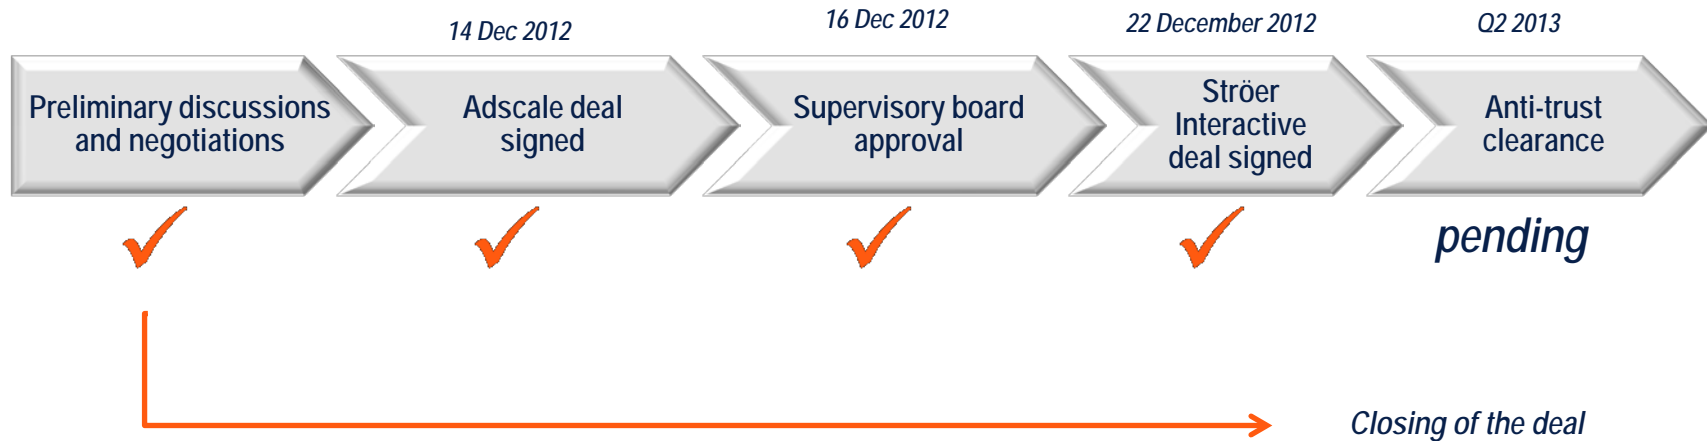 14 Dec 2012
16 Dec 2012
22 December 2012
Q2 2013
Preliminary discussions
and negotiations
Adscale deal
signed
Supervisory board
approval
Ströer
Interactive
deal signed
Anti-trust
clearance
pending
Closing of the deal